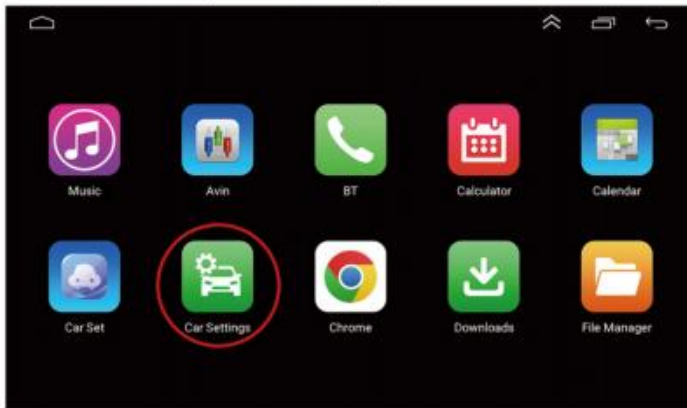 Music
Avin
BT
Calculator
Calendar
Car Set
Car Settings
Chrome
Downloads
File Manager